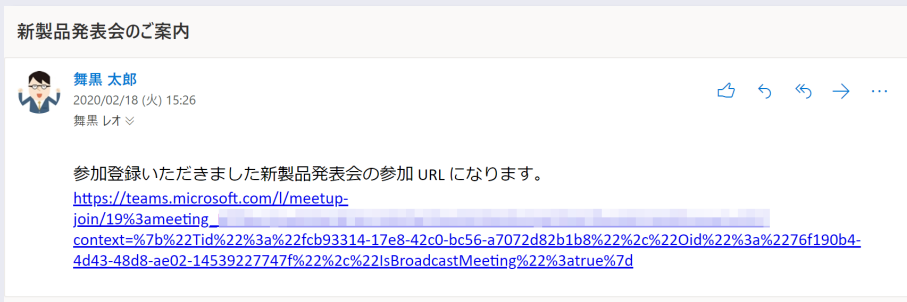 新製品発表会のご案内
舞黒 太郎
2020/02/18 (火) 15:26
舞黒 レオ
参加登録いただきました新製品発表会の参加 URL になります。
https://teams.microsoft.com/l/meetup-
join/19%3ameeting_
context=%7b%22Tid%22%3a%22fcb93314-17e8-42c0-bc56-a7072d82b1b8%22%2c%22Oid%22%3a%2276f190b4-
4d43-48d8-ae02-14539227747f%22%2c%22IsBroadcastMeeting%22%3atrue%7d